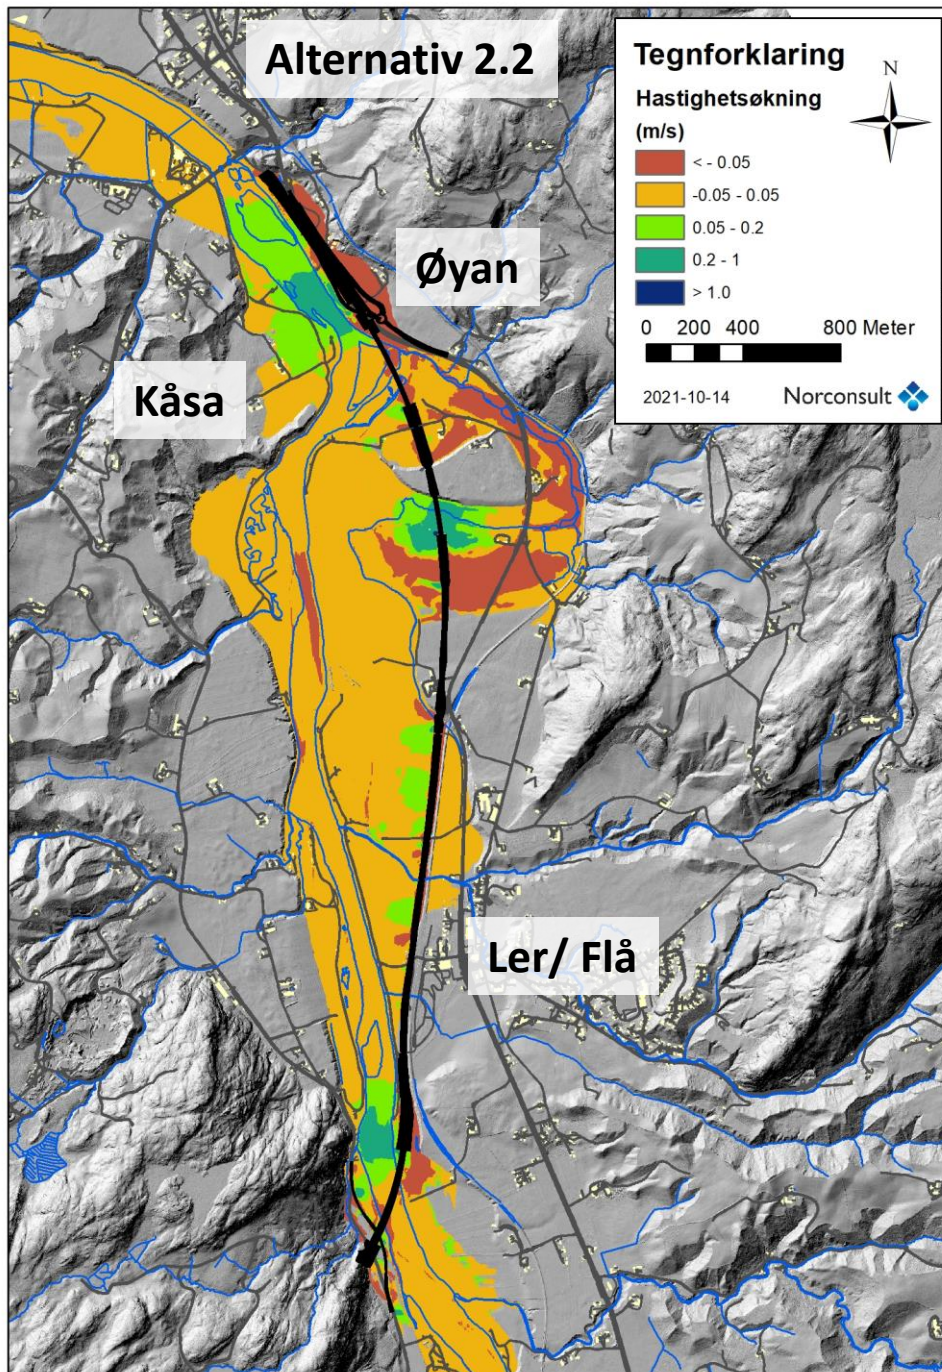 Alternativ 2.2
Tegnforklaring
Hastighetsøkning
(m/s)
N
< - 0.05
-0.05 - 0.05
0.05 - 0.2
0.2 - 1
> 1.0
0 200 400 800 Meter
2021-10-14 Norconsult
Øyan
Kåsa
Ler/ Flå